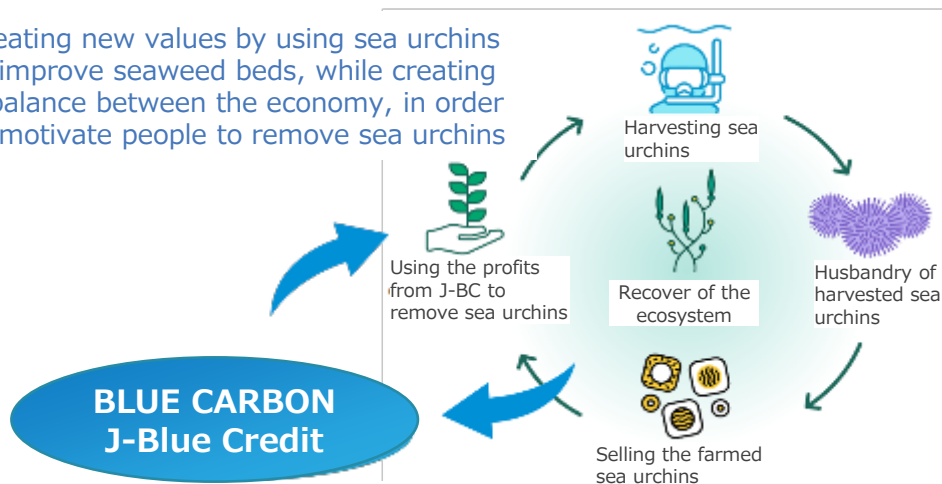 eating new values by using sea urchins
improve seaweed beds, while creating
balance between the economy, in order
motivate people to remove sea urchins
Harvesting sea
urchins
Using the profits
from J-BC to
remove sea urchins
Recover of the
ecosystem
Husbandry of
harvested sea
urchins
BLUE CARBON
J-Blue Credit
Selling the farmed
sea urchins